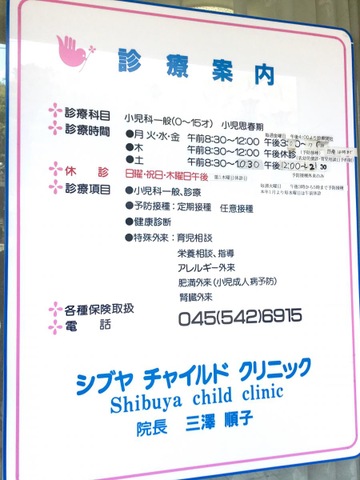 診療案内
診療科目 小児科一般(0～15才) 小児思春期
診療時間 ●月・火・水・金 午前8:30～12:00 午後3:
●木 午前8:30～12:00 午後休診
●土 午前8:30～10:30
休診 日曜・祝日・木曜日午後
診療項目 ●小児科一般、診療
●予防接種：定期接種 任意接種
●健康診断
●特殊外来：育児相談
栄養相談、指導
アレルギー外来
肥満外来(小児成人病予防)
腎臓外来
各種保険取扱
電話 045(542)6915
シブヤ チャイルド クリニック
Shibuya child clinic
院長 三澤 順子